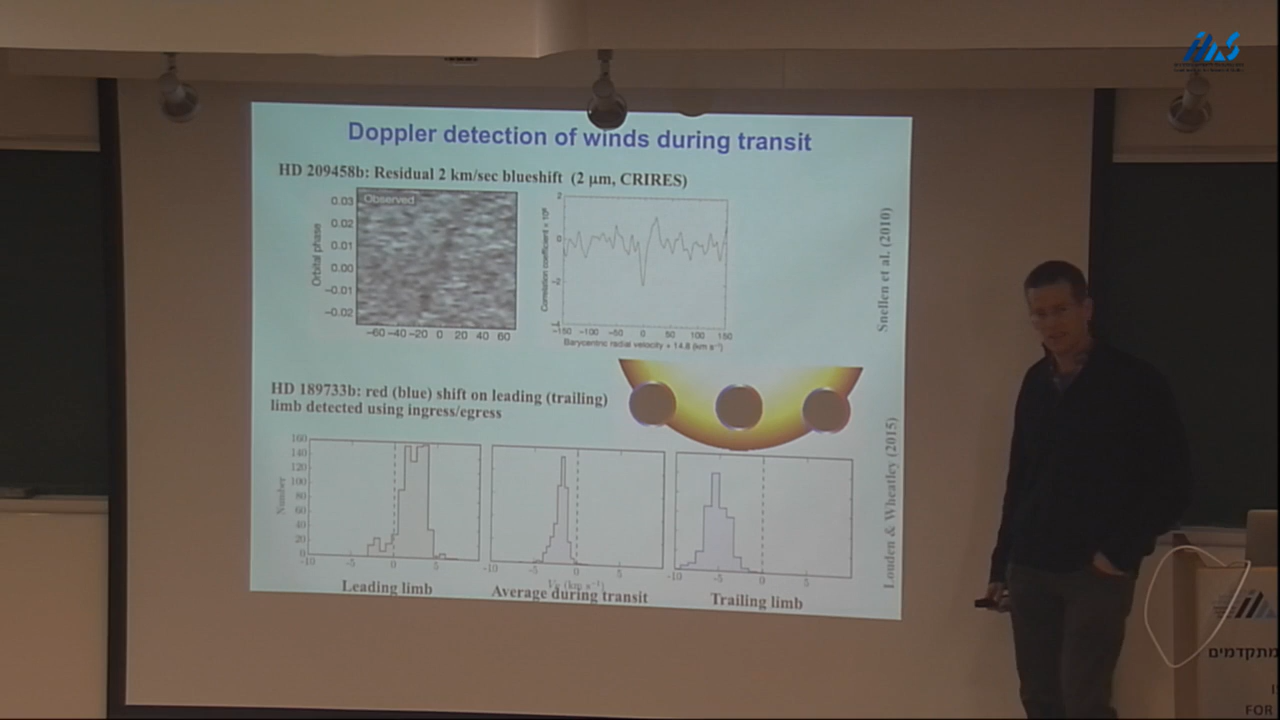 Doppler detection of winds during transit
HD 209458b: Residual 2 km/sec blueshift (2 μm, CRIRES)
Observed
Orbital phase
0.03
0.02
0.01
0.00
−0.01
−0.02
−60 −40 −20 0 20 40 60
Correlation coefficient
2
0
−2
−4
−150 −100 −50 0 50 100 150
Barycentric radial velocity + 14.8 (km s⁻¹)
Snellen et al. (2010)
HD 189733b: red (blue) shift on leading (trailing)
limb detected using ingress/egress
Number
160
140
120
100
80
60
40
20
0
−10 −5 0 5
−10 −5 0 5
−10 −5 0 5
(km s⁻¹)
Leading limb
Average during transit
Trailing limb
Louden & Wheatley (2015)
מתקדמים
FOR